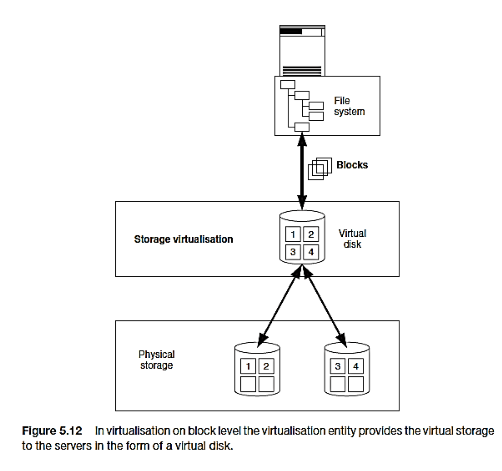 File
system
Blocks
Storage virtualisation
Virtual
disk
1 2
3 4
Physical
storage
1 2
3 4
Figure 5.12 In virtualisation on block level the virtualisation entity provides the virtual storage
to the servers in the form of a virtual disk.